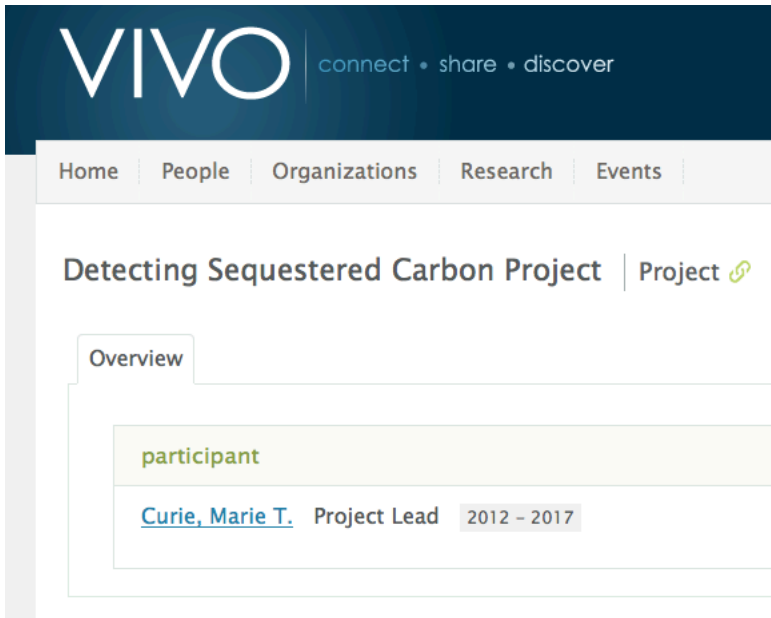 VIVO connect • share • discover
Home People Organizations Research Events
Detecting Sequestered Carbon Project Project
Overview
participant
Curie, Marie T. Project Lead 2012 – 2017